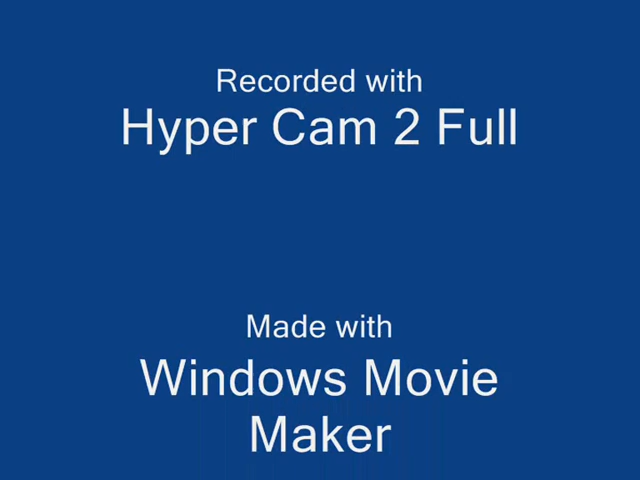 Recorded with
Hyper Cam 2 Full
Made with
Windows Movie
Maker